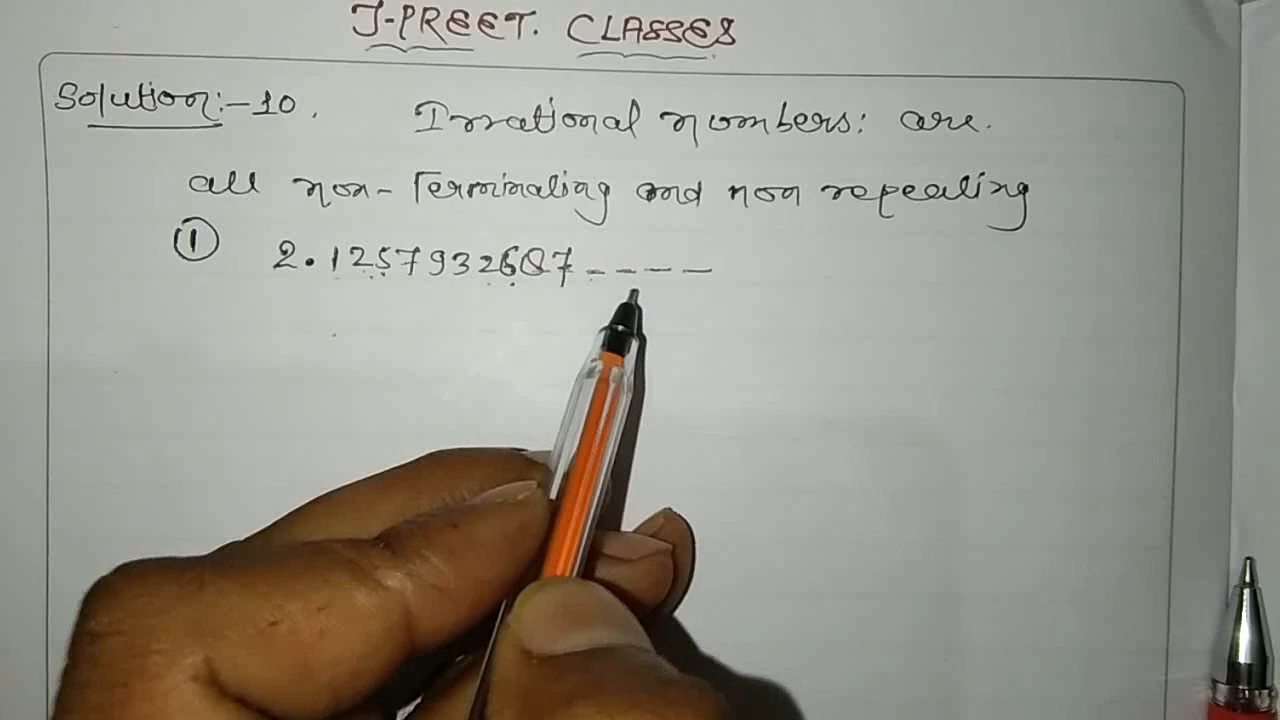 J-PREET. CLASSES
Solution:-10. Irrational numbers: are.
all non-Terminating and non repeating
① 2.1257932687----